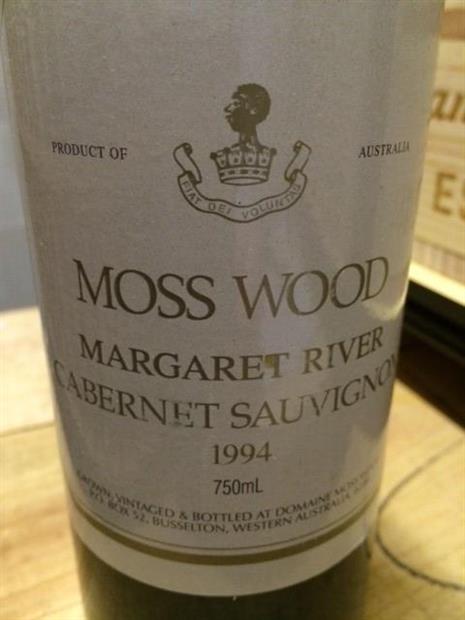 PRODUCT OF AUSTRALIA
FIAT DEI VOLUNTAS
MOSS WOOD
MARGARET RIVER
CABERNET SAUVIGNON
1994
750mL
GROWN, VINTAGED & BOTTLED AT DOMAINE MOSS
P.O. BOX 52, BUSSELTON, WESTERN AUSTRALIA
ES